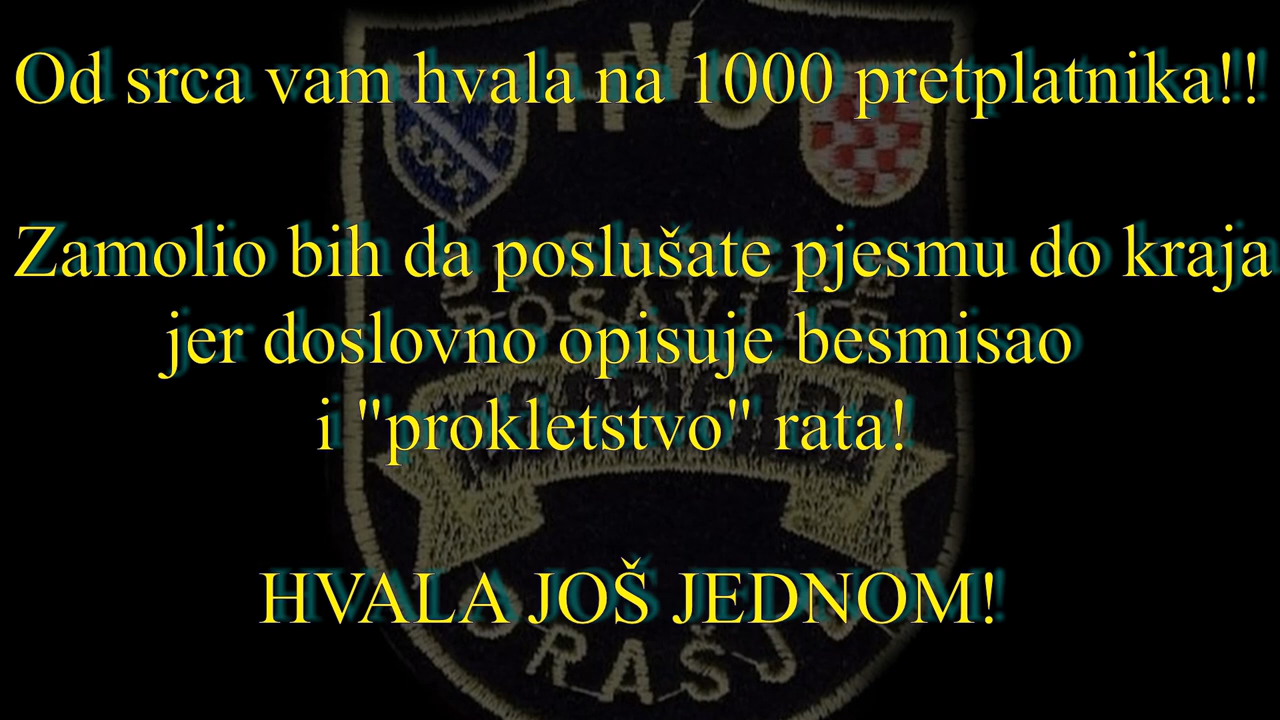 Od srca vam hvala na 1000 pretplatnika!!
Zamolio bih da poslušate pjesmu do kraja
jer doslovno opisuje besmisao
i "prokletstvo" rata!
HVALA JOŠ JEDNOM!
HVO